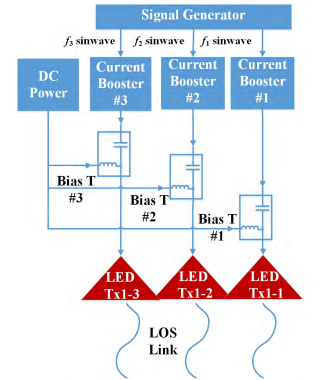 Signal Generator
f3 sinwave f2 sinwave f1 sinwave
DC
Power
Current
Booster
#3
Current
Booster
#2
Current
Booster
#1
Bias T
#3
Bias T
#2
Bias T
#1
LED
Tx1-3
LED
Tx1-2
LED
Tx1-1
LOS
Link